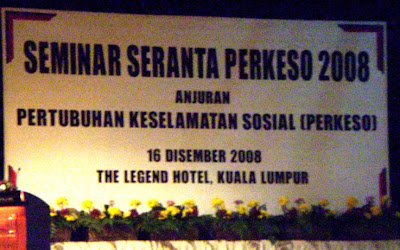 SEMINAR SERANTA PERKESO 2008
ANJURAN
PERTUBUHAN KESELAMATAN SOSIAL (PERKESO)
16 DISEMBER 2008
THE LEGEND HOTEL, KUALA LUMPUR